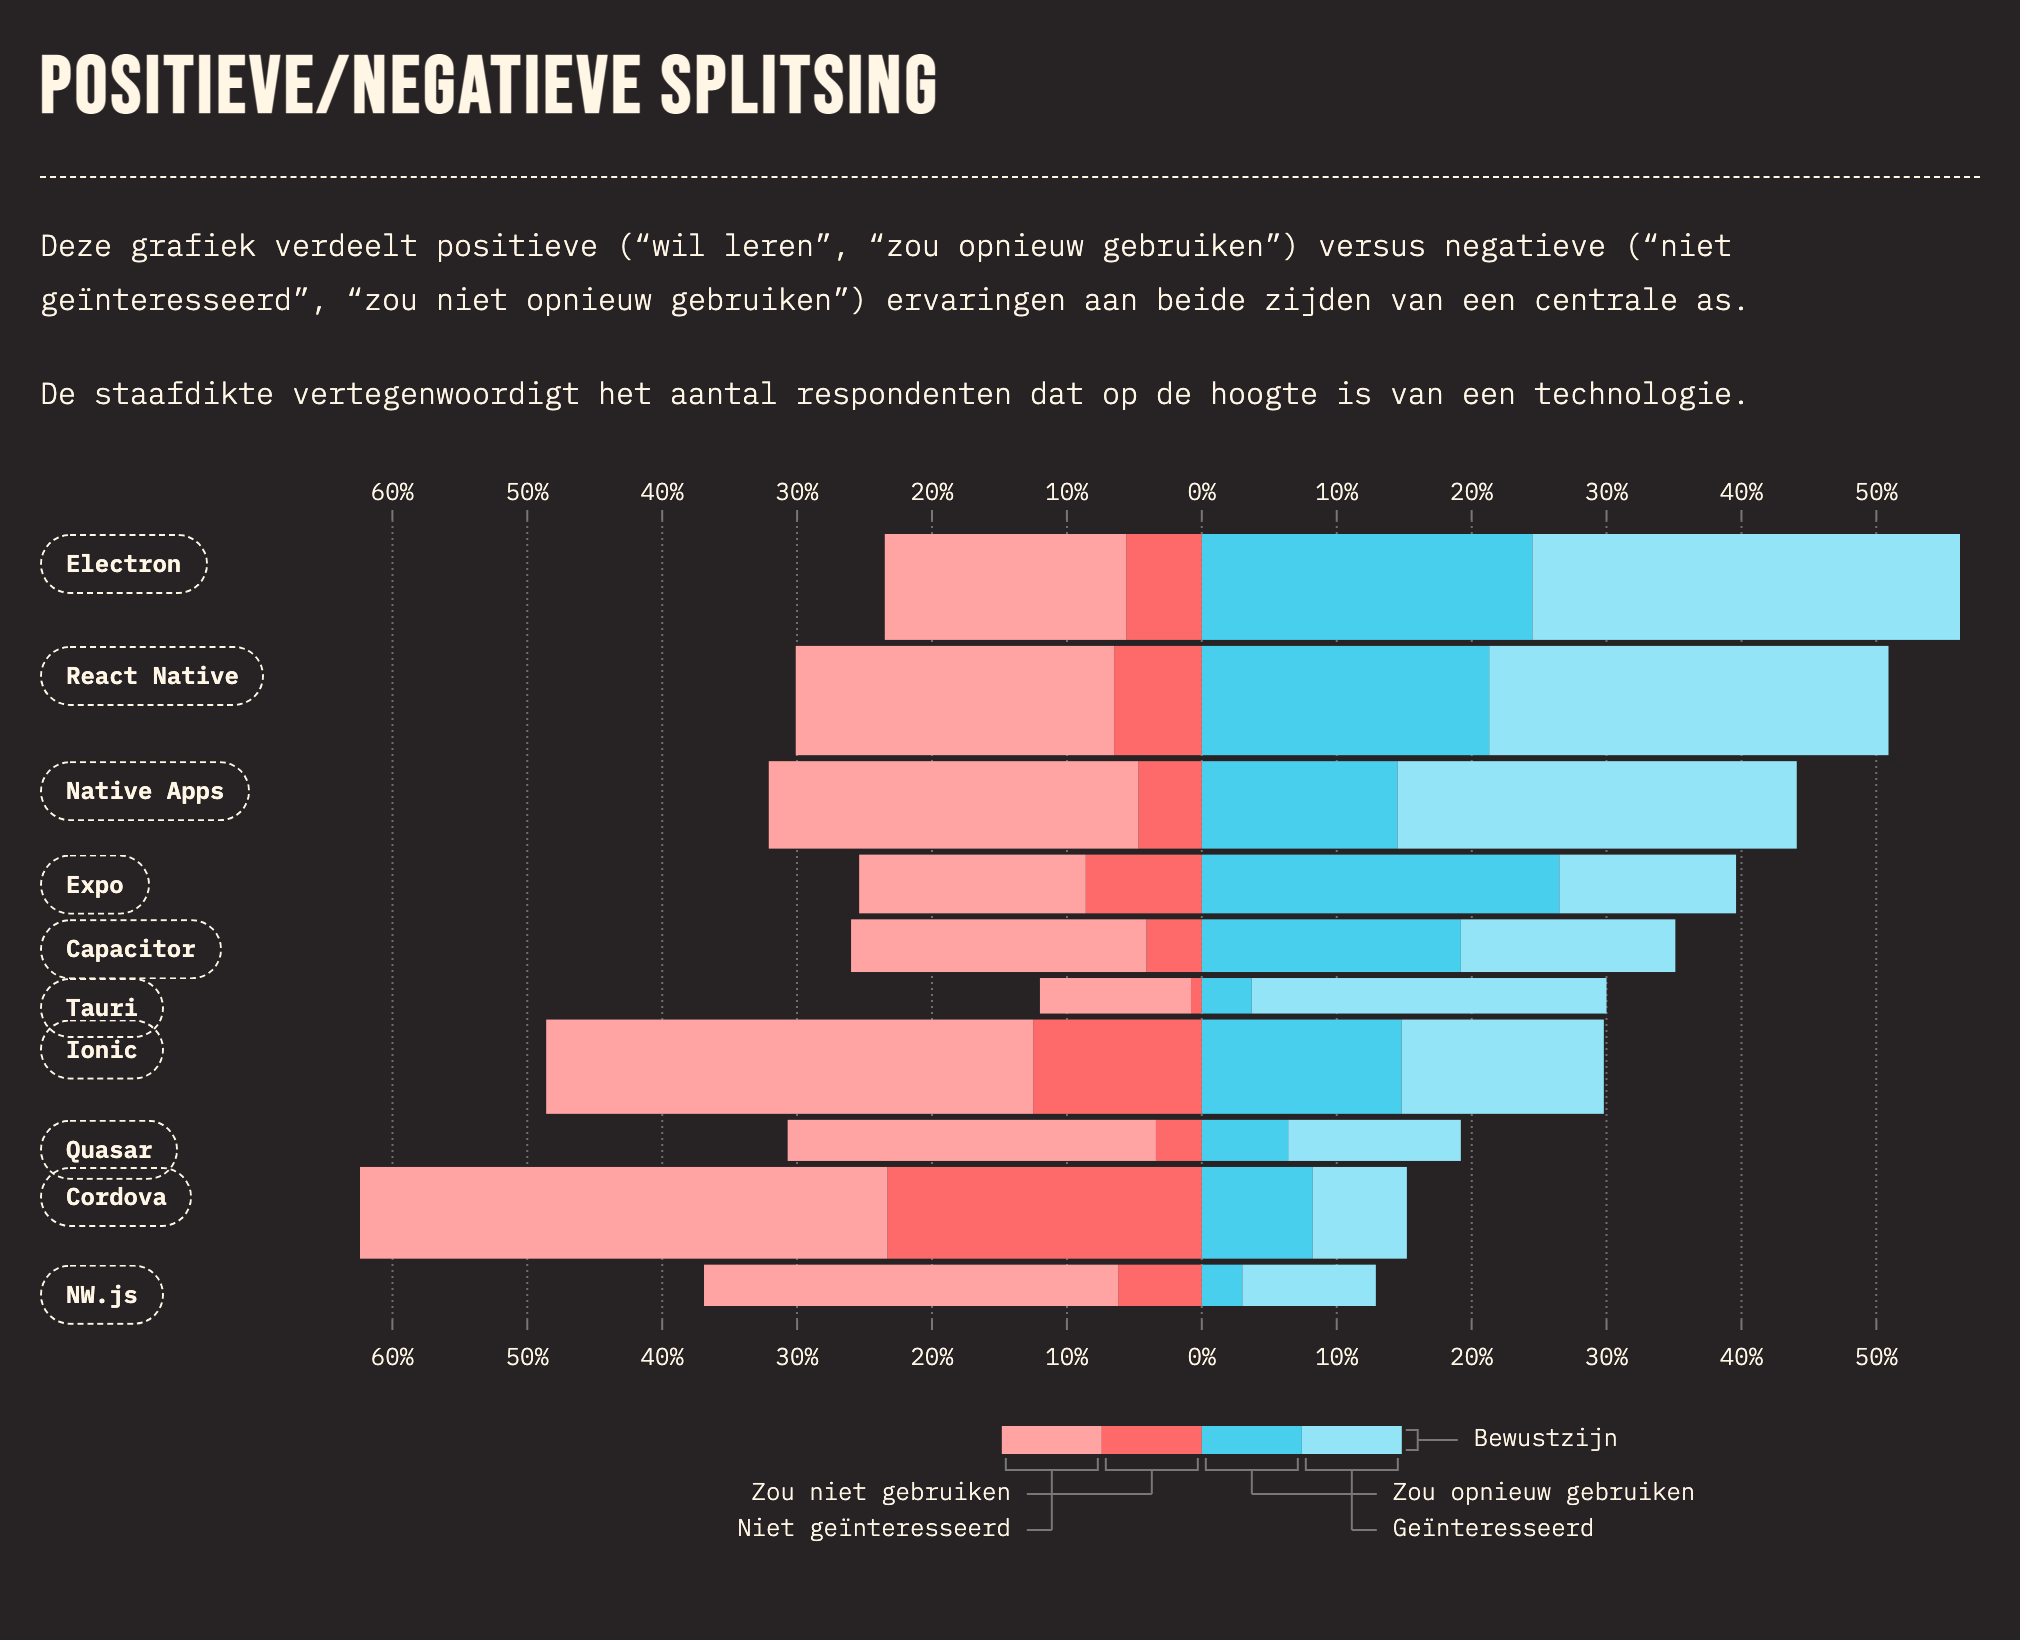 POSITIEVE/NEGATIEVE SPLITSING
Deze grafiek verdeelt positieve (“wil leren”, “zou opnieuw gebruiken”) versus negatieve (“niet
geïnteresseerd”, “zou niet opnieuw gebruiken”) ervaringen aan beide zijden van een centrale as.
De staafdikte vertegenwoordigt het aantal respondenten dat op de hoogte is van een technologie.
60% 50% 40% 30% 20% 10% 0% 10% 20% 30% 40% 50%
Electron
React Native
Native Apps
Expo
Capacitor
Tauri
Ionic
Quasar
Cordova
NW.js
60% 50% 40% 30% 20% 10% 0% 10% 20% 30% 40% 50%
Bewustzijn
Zou niet gebruiken Zou opnieuw gebruiken
Niet geïnteresseerd Geïnteresseerd